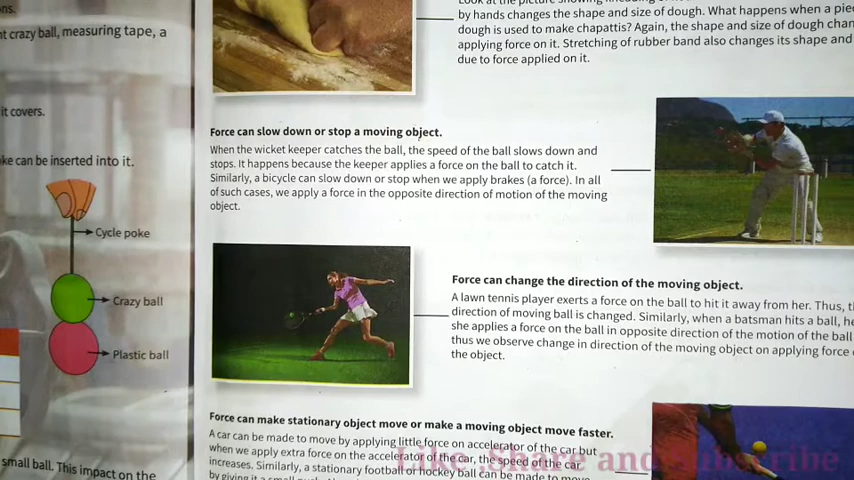 ons.
nt crazy ball, measuring tape, a
it covers.
ke can be inserted into it.
Cycle poke
Crazy ball
Plastic ball
small ball. This impact on the
by hands changes the shape and size of dough. What happens when a
dough is used to make chapattis? Again, the shape and size of dough
applying force on it. Stretching of rubber band also changes its shape and
due to force applied on it.
Force can slow down or stop a moving object.
When the wicket keeper catches the ball, the speed of the ball slows down and
stops. It happens because the keeper applies a force on the ball to catch it.
Similarly, a bicycle can slow down or stop when we apply brakes (a force). In all
of such cases, we apply a force in the opposite direction of motion of the moving
object.
Force can change the direction of the moving object.
A lawn tennis player exerts a force on the ball to hit it away from her. Thus,
direction of moving ball is changed. Similarly, when a batsman hits a ball,
she applies a force on the ball in opposite direction of the motion of the ball
thus we observe change in direction of the moving object on applying force
the object.
Force can make stationary object move or make a moving object move faster.
A car can be made to move by applying little force on accelerator of the car but
when we apply extra force on the accelerator of the car, the speed of the car
increases. Similarly, a stationary football or hockey ball can be made to move
by giving it a small
Like, Share and Subscribe